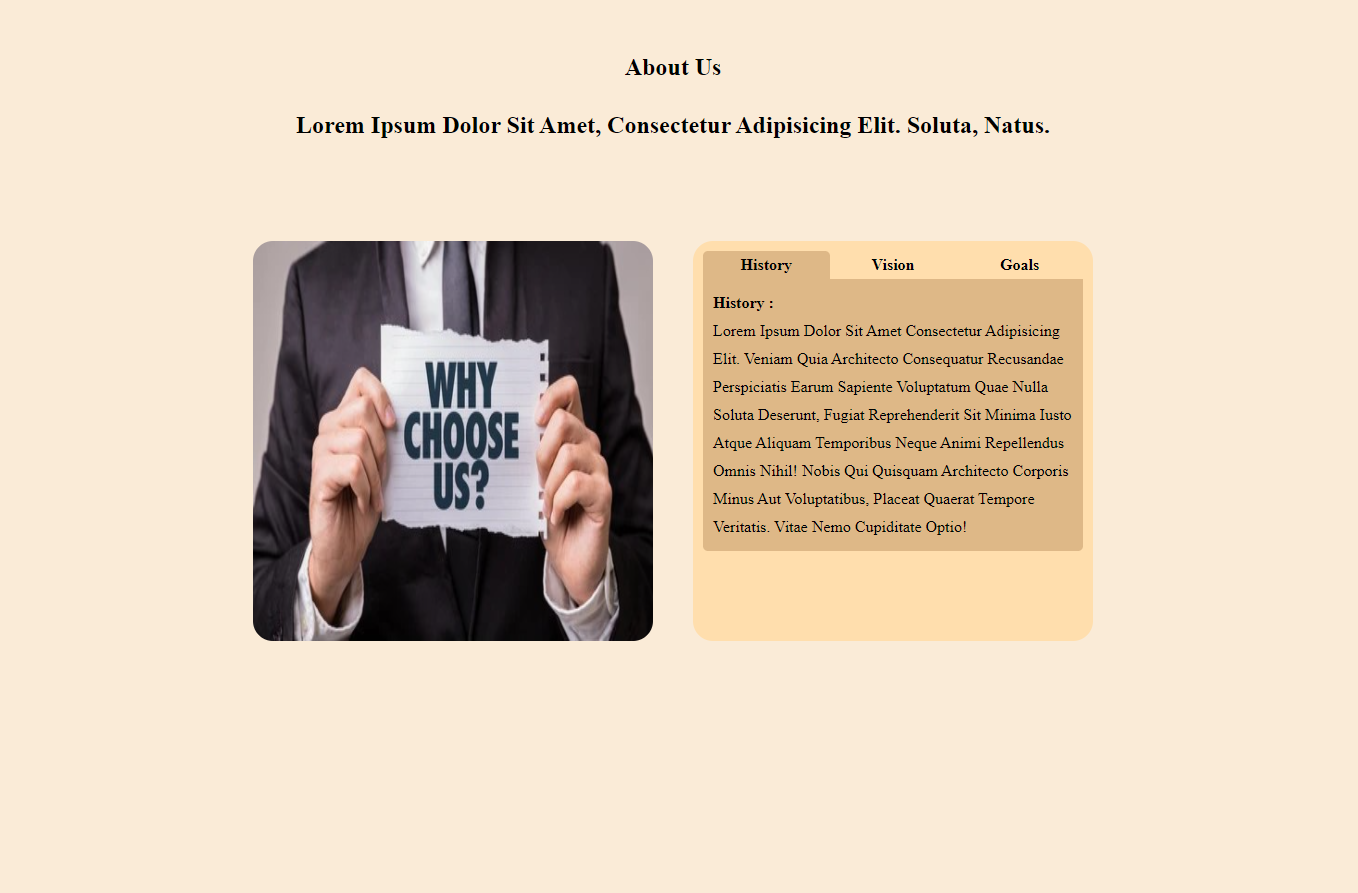 About Us
Lorem Ipsum Dolor Sit Amet, Consectetur Adipisicing Elit. Soluta, Natus.
WHY
CHOOSE
US?
History Vision Goals
History :
Lorem Ipsum Dolor Sit Amet Consectetur Adipisicing
Elit. Veniam Quia Architecto Consequatur Recusandae
Perspiciatis Earum Sapiente Voluptatum Quae Nulla
Soluta Deserunt, Fugiat Reprehenderit Sit Minima Iusto
Atque Aliquam Temporibus Neque Animi Repellendus
Omnis Nihil! Nobis Qui Quisquam Architecto Corporis
Minus Aut Voluptatibus, Placeat Quaerat Tempore
Veritatis. Vitae Nemo Cupiditate Optio!